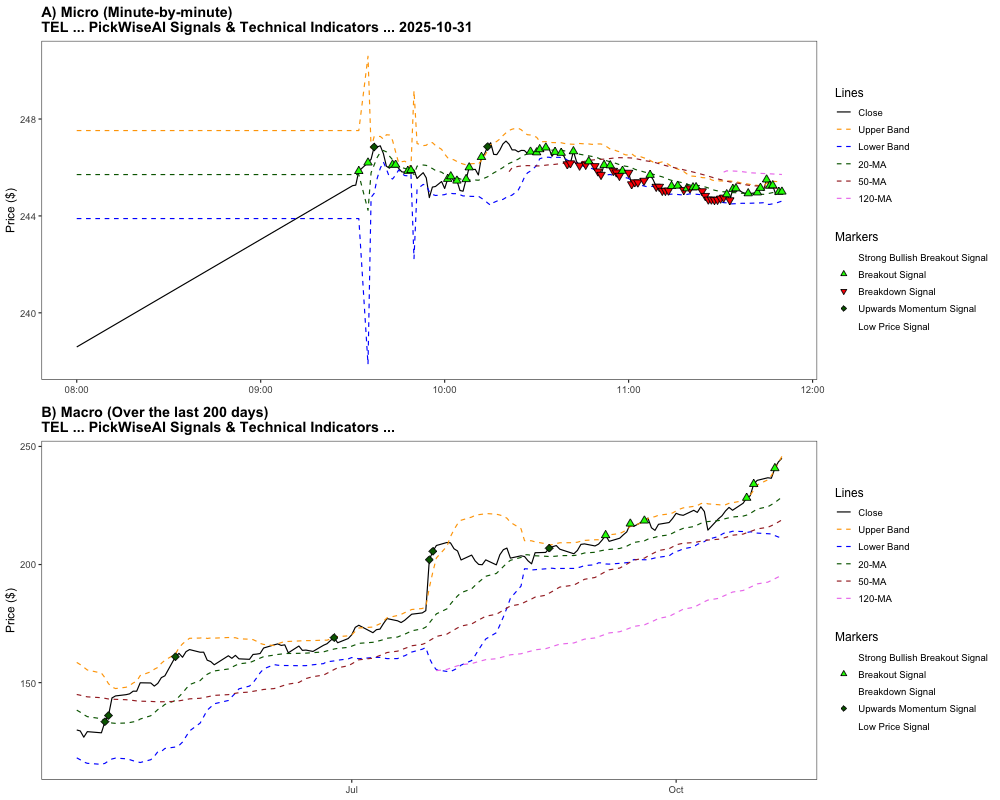 A) Micro (Minute-by-minute)
TEL ... PickWiseAI Signals & Technical Indicators ... 2025-10-31
Price ($)
248
244
240
08:00
09:00
10:00
11:00
12:00
Lines
Close
Upper Band
Lower Band
20-MA
50-MA
120-MA
Markers
Strong Bullish Breakout Signal
Breakout Signal
Breakdown Signal
Upwards Momentum Signal
Low Price Signal
B) Macro (Over the last 200 days)
TEL ... PickWiseAI Signals & Technical Indicators ...
Price ($)
250
200
150
Jul
Oct
Lines
Close
Upper Band
Lower Band
20-MA
50-MA
120-MA
Markers
Strong Bullish Breakout Signal
Breakout Signal
Breakdown Signal
Upwards Momentum Signal
Low Price Signal